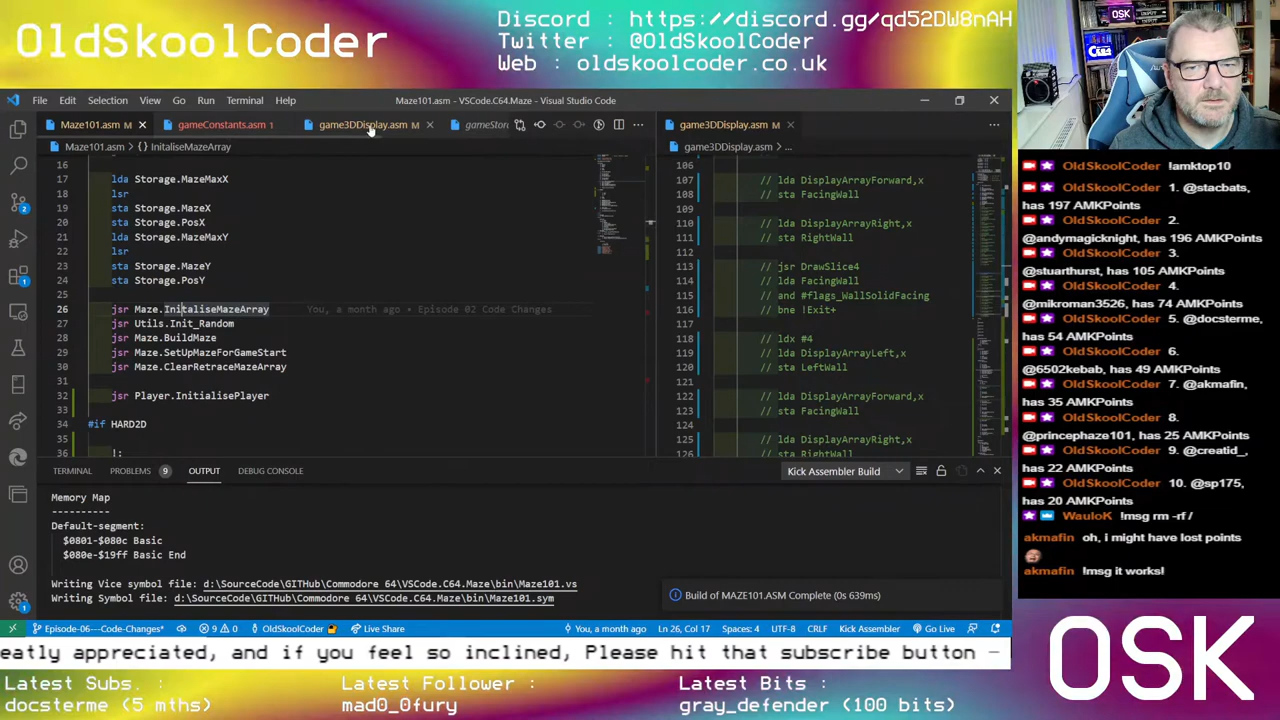 OldSkoolCoder
Discord : https://discord.gg/qd52DW8nAH
Twitter : @OldSkoolCoder
Web : oldskoolcoder.co.uk
File Edit Selection View Go Run Terminal Help
Maze101.asm - VSCode.C64.Maze - Visual Studio Code
Maze101.asm M
gameConstants.asm 1
game3DDisplay.asm M
gameStor
game3DDisplay.asm M
Maze101.asm > {} InitaliseMazeArray
game3DDisplay.asm > ...
16
17 lda Storage.MazeMaxX
18 lsr
19 sta Storage.MazeX
20 sta Storage.PosX
21 lda Storage.MazeMaxY
22 lsr
23 sta Storage.MazeY
24 sta Storage.PosY
25
26 jsr Maze.InitaliseMazeArray You, a month ago • Episode 02 Code Changes
27 jsr Utils.Init_Random
28 jsr Maze.BuildMaze
29 jsr Maze.SetUpMazeForGameStart
30 jsr Maze.ClearRetraceMazeArray
31
32 jsr Player.InitialisePlayer
33
34 #if HARD2D
35
36 !:
106
107 // lda DisplayArrayForward,x
108 // sta FacingWall
109
110 // lda DisplayArrayRight,x
111 // sta RightWall
112
113 // jsr DrawSlice4
114 // lda FacingWall
115 // and #flags_WallSolidFacing
116 // bne !Exit+
117
118 // ldx #4
119 // lda DisplayArrayLeft,x
120 // sta LeftWall
121
122 // lda DisplayArrayForward,x
123 // sta FacingWall
124
125 // lda DisplayArrayRight,x
126 // sta RightWall
TERMINAL PROBLEMS 9 OUTPUT DEBUG CONSOLE
Kick Assembler Build
Memory Map
----------
Default-segment:
$0801-$080c Basic
$080e-$19ff Basic End
Writing Vice symbol file: d:\SourceCode\GITHub\Commodore 64\VSCode.C64.Maze\bin\Maze101.vs
Writing Symbol file: d:\SourceCode\GITHub\Commodore 64\VSCode.C64.Maze\bin\Maze101.sym
Build of MAZE101.ASM Complete (0s 639ms)
Episode-06---Code-Changes* 9 0 OldSkoolCoder Live Share
You, a month ago Ln 26, Col 17 Spaces: 4 UTF-8 CRLF Kick Assembler Go Live
OldSkoolCoder !amktop10
OldSkoolCoder 1. @stacbats,
has 197 AMKPoints
OldSkoolCoder 2.
@andymagicknight, has 196 AMKPoints
OldSkoolCoder 3.
@stuarthurst, has 105 AMKPoints
OldSkoolCoder 4.
@mikroman3526, has 74 AMKPoints
OldSkoolCoder 5. @docsterme,
has 54 AMKPoints
OldSkoolCoder 6.
@6502kebab, has 49 AMKPoints
OldSkoolCoder 7. @akmafin,
has 35 AMKPoints
OldSkoolCoder 8.
@princephaze101, has 25 AMKPoints
OldSkoolCoder 9. @creatid_,
has 22 AMKPoints
OldSkoolCoder 10. @sp175,
has 20 AMKPoints
WauloK !msg rm -rf /
akmafin oh, i might have lost points
akmafin !msg it works!
eatly appreciated, and if you feel so inclined, Please hit that subscribe button -
Latest Subs. :
docsterme (5 mths)
Latest Follower :
mad0_0fury
Latest Bits :
gray_defender (100 bits)
OSK